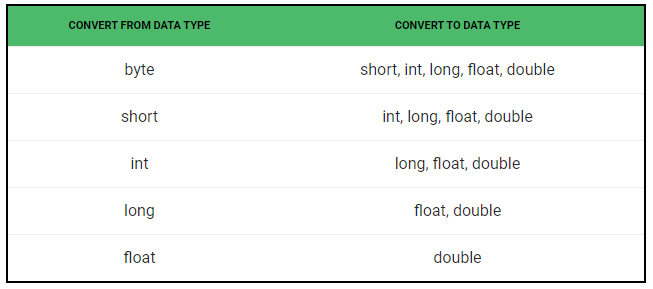 CONVERT FROM DATA TYPE CONVERT TO DATA TYPE
byte short, int, long, float, double
short int, long, float, double
int long, float, double
long float, double
float double